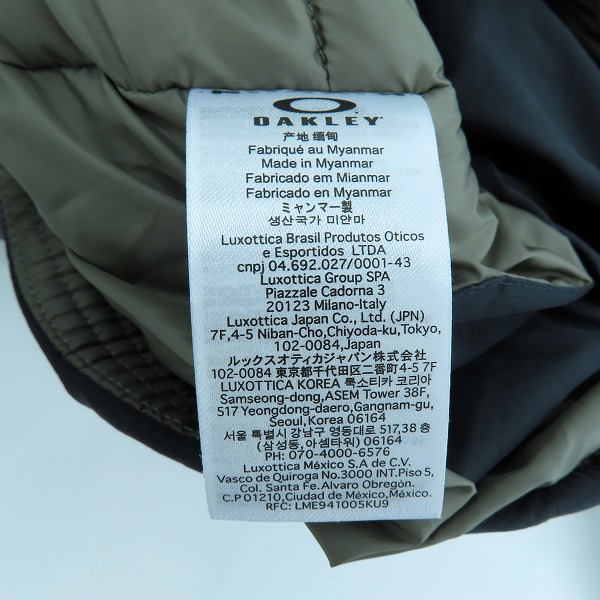 OAKLEY
产地 缅甸
Fabriqué au Myanmar
Made in Myanmar
Fabricado em Mianmar
Fabricado en Myanmar
ミャンマー製
생산국가 미얀마
Luxottica Brasil Produtos Oticos
e Esportidos LTDA
cnpj 04.692.027/0001-43
Luxottica Group SPA
Piazzale Cadorna 3
20123 Milano-Italy
Luxottica Japan Co., Ltd. (JPN)
7F,4-5 Niban-Cho,Chiyoda-ku,Tokyo,
102-0084,Japan
ルックスオティカジャパン株式会社
102-0084 東京都千代田区二番町4-5 7F
LUXOTTICA KOREA 룩소티카 코리아
Samseong-dong,ASEM Tower 38F,
517 Yeongdong-daero,Gangnam-gu,
Seoul,Korea 06164
서울 특별시 강남구 영동대로 517,38 층
(삼성동, 아셈타워) 06164
PH: 070-4000-6576
Luxottica México S.A de C.V.
Vasco de Quiroga No.3000 INT.Piso 5,
Col. Santa Fe. Alvaro Obregón.
C.P 01210,Ciudad de México,México.
RFC: LME941005KU9